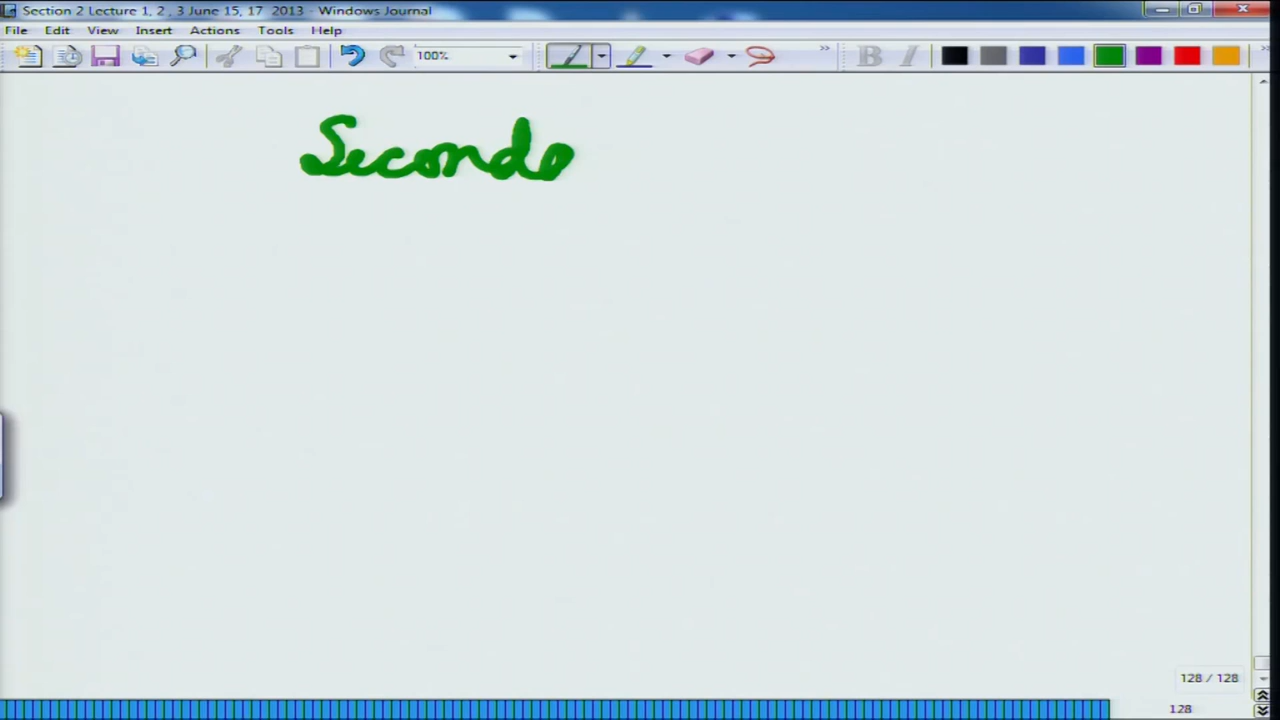 Section 2 Lecture 1, 2 , 3 June 15, 17 2013 - Windows Journal
File Edit View Insert Actions Tools Help
100% B I
Secondo
128 / 128
128